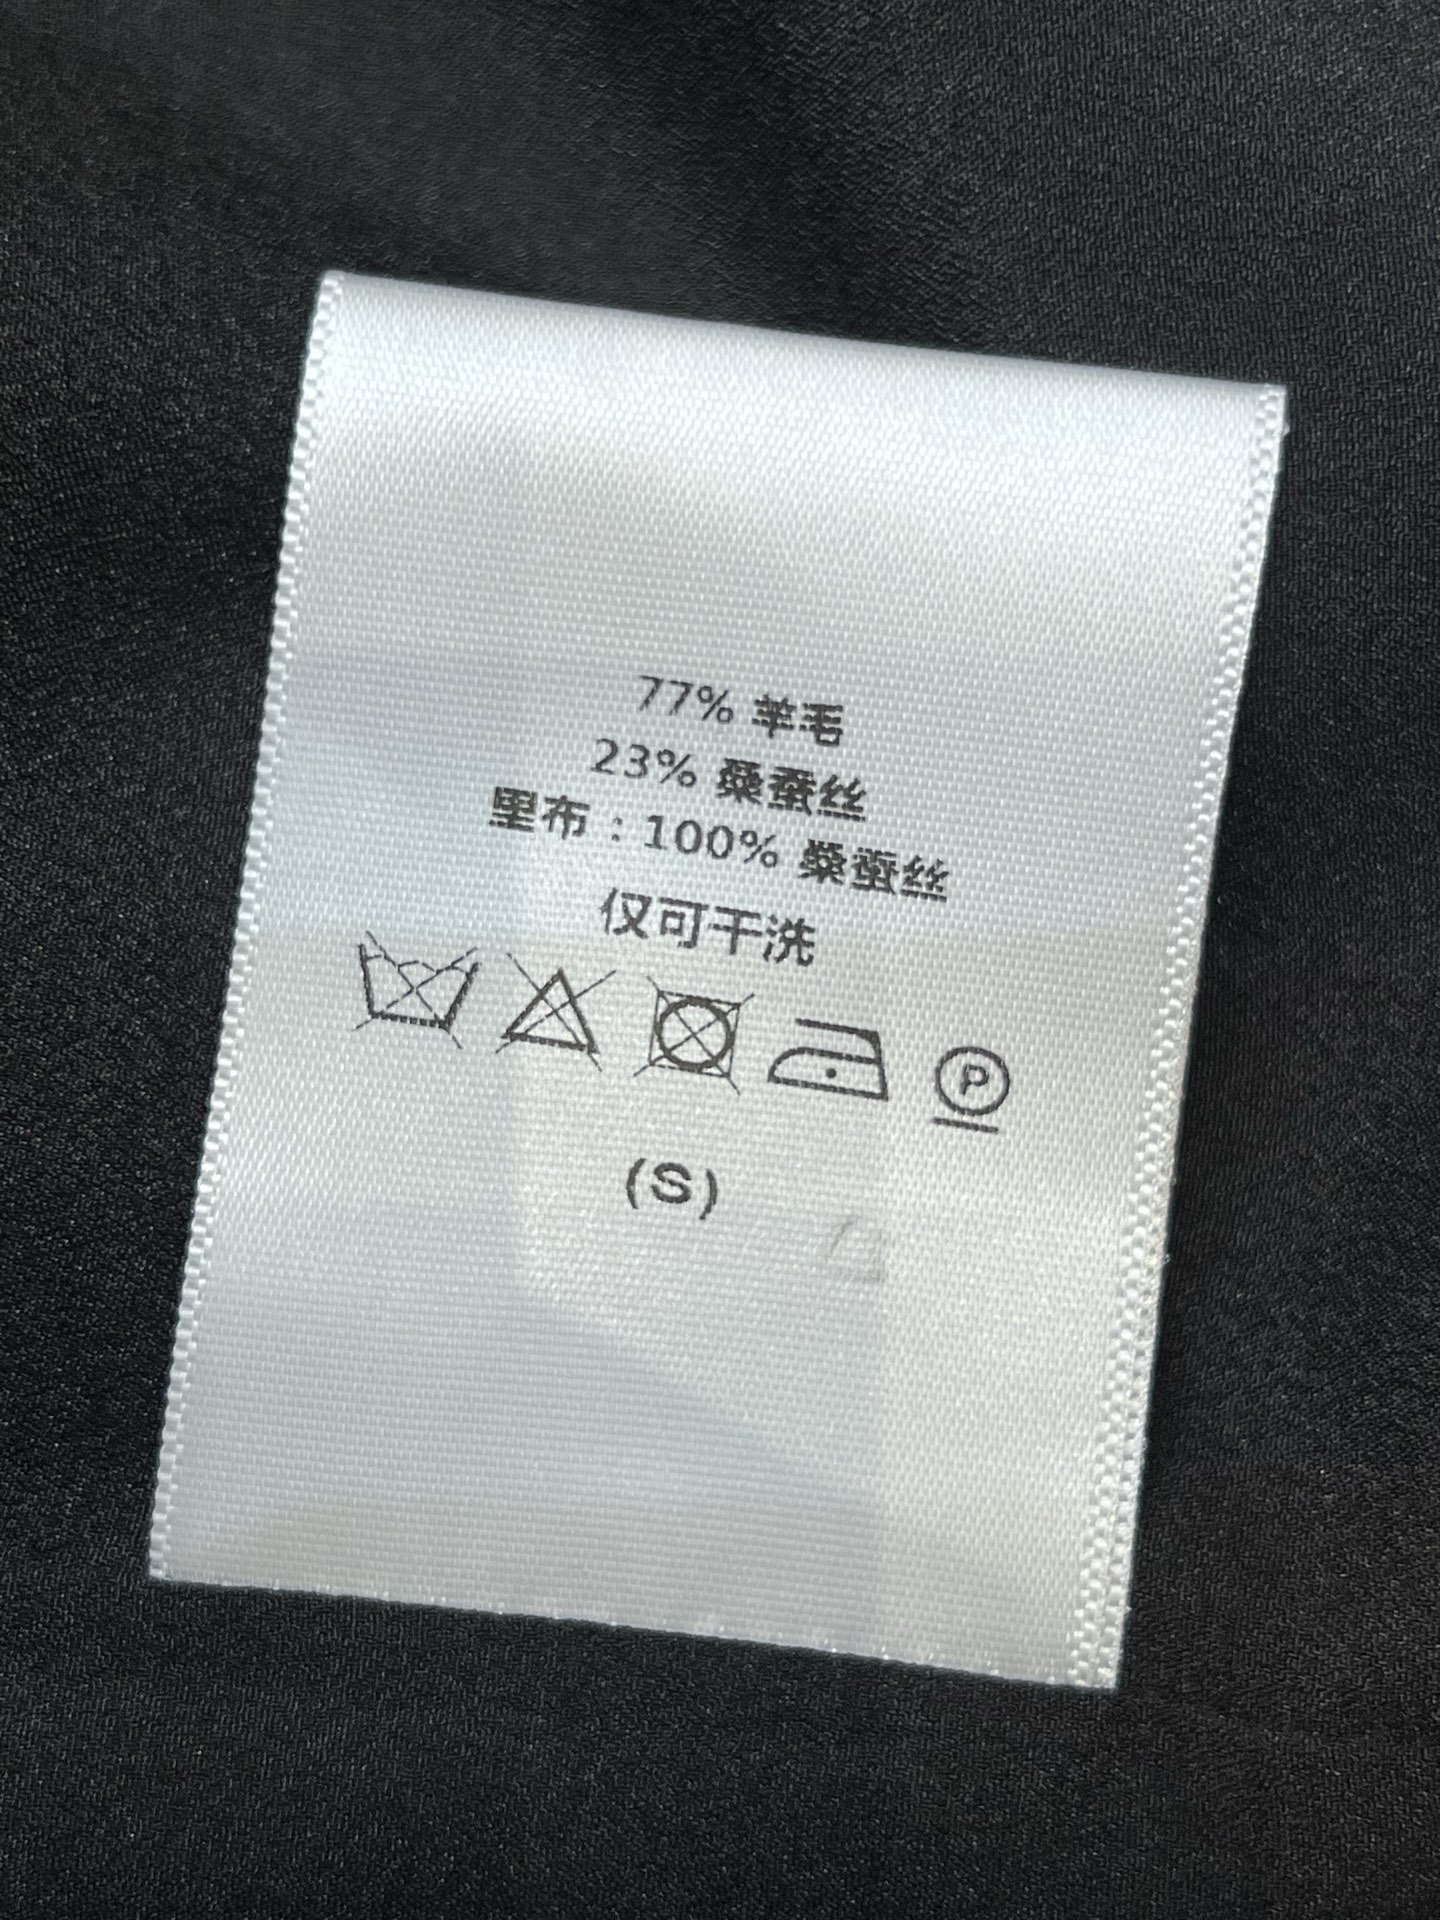 77% 羊毛
23% 桑蚕丝
里布：100% 桑蚕丝
仅可干洗
P
(S)